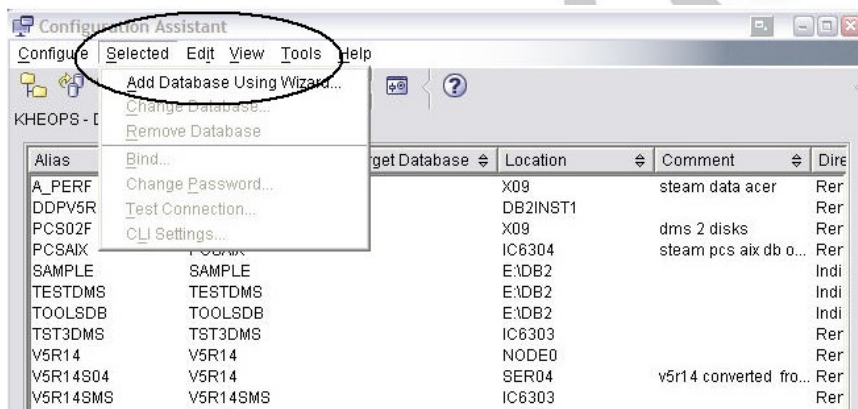 Configuration Assistant
Configure Selected Edit View Tools Help
Add Database Using Wizard...
Change Database...
Remove Database
Bind...
Change Password...
Test Connection...
CLI Settings...
KHEOPS - D
Alias rget Database Location Comment Dire
A_PERF X09 steam data acer Rer
DDPV5R DB2INST1 Rer
PCS02F X09 dms 2 disks Rer
PCSAIX PCSAIX IC6304 steam pcs aix db o... Rer
SAMPLE SAMPLE E:\DB2 Indi
TESTDMS TESTDMS E:\DB2 Indi
TOOLSDB TOOLSDB E:\DB2 Indi
TST3DMS TST3DMS IC6303 Rer
V5R14 V5R14 NODE0 Rer
V5R14S04 V5R14 SER04 v5r14 converted fro... Rer
V5R14SMS V5R14SMS IC6303 Rer